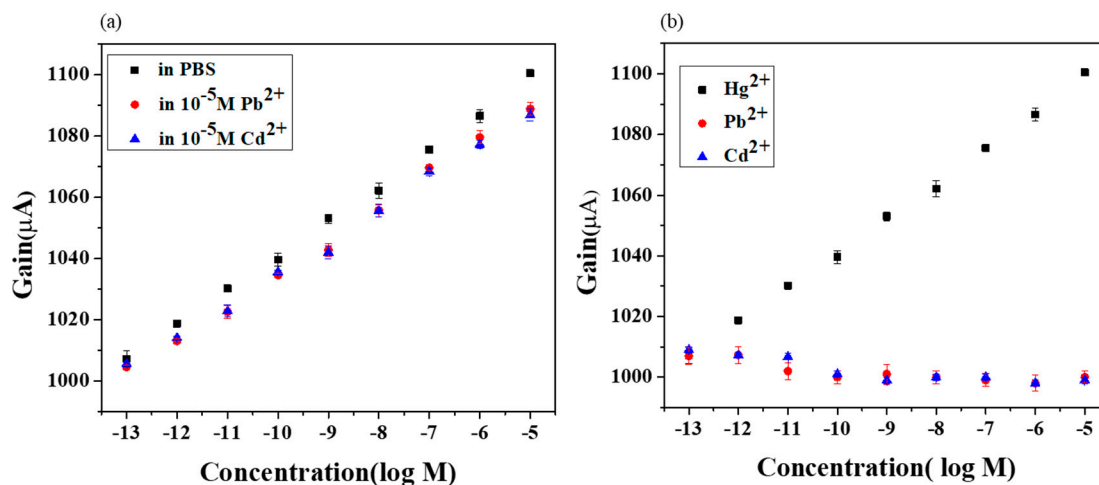 (a)
in PBS
in 10⁻⁵M Pb²⁺
in 10⁻⁵M Cd²⁺
1100
1080
1060
1040
1020
1000
Gain(μA)
-13 -12 -11 -10 -9 -8 -7 -6 -5
Concentration(log M)
(b)
Hg²⁺
Pb²⁺
Cd²⁺
1100
1080
1060
1040
1020
1000
Gain(μA)
-13 -12 -11 -10 -9 -8 -7 -6 -5
Concentration( log M)